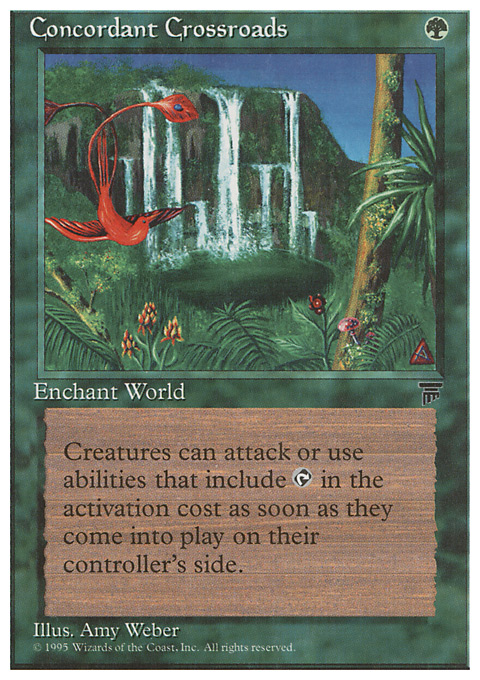 Concordant Crossroads
Enchant World
Creatures can attack or use
abilities that include in the
activation cost as soon as they
come into play on their
controller's side.
Illus. Amy Weber
© 1995 Wizards of the Coast, Inc. All rights reserved.